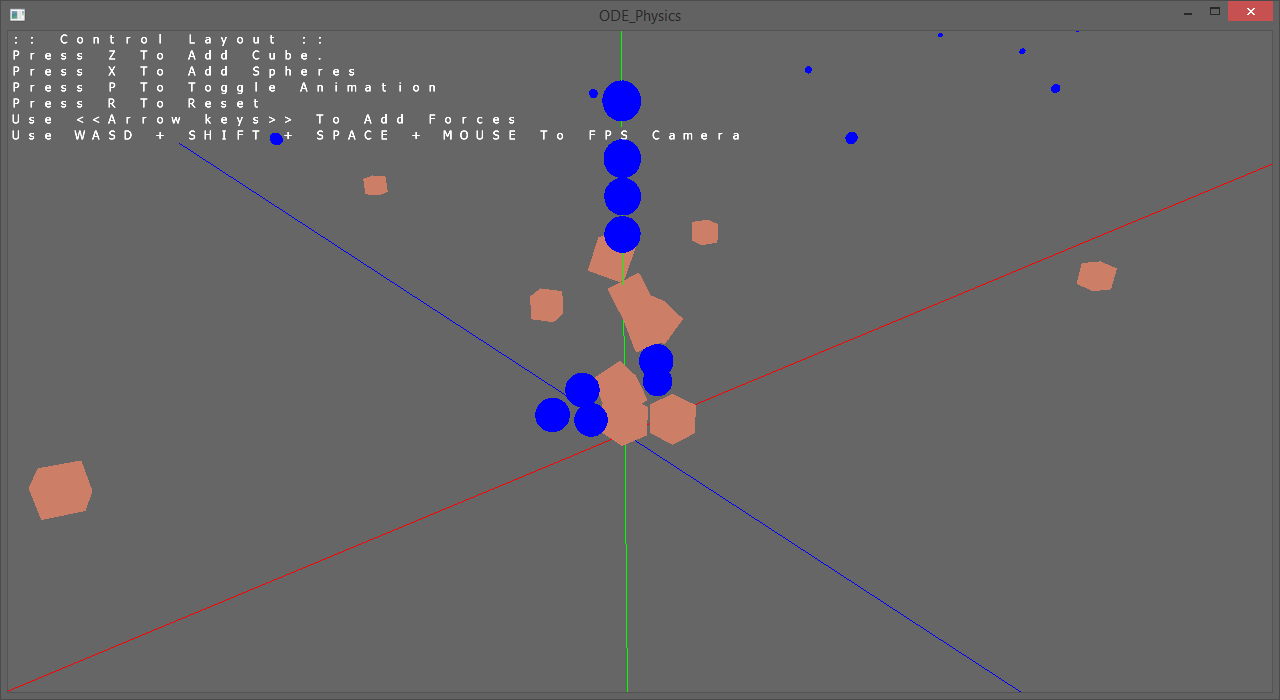 ODE_Physics
:: Control Layout ::
Press Z To Add Cube.
Press X To Add Spheres
Press P To Toggle Animation
Press R To Reset
Use <<Arrow keys>> To Add Forces
Use WASD + SHIFT + SPACE + MOUSE To FPS Camera